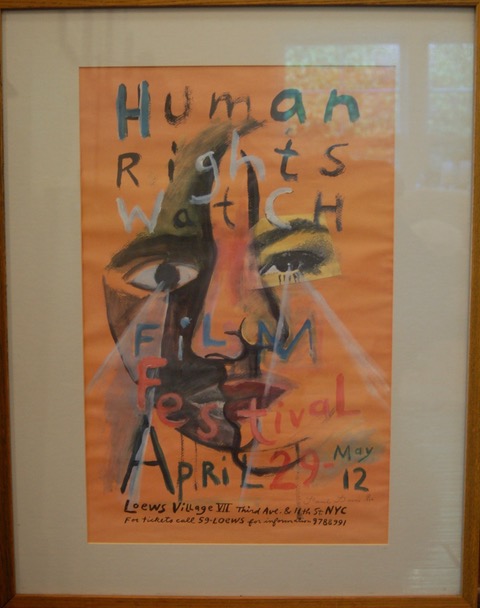 Human
Rights
WatCH
FiLM
Festival
ApRiL 29-May 12
Loews Village VII Third Ave. & 11th St NYC
For tickets call 59-Loews for information 9786991